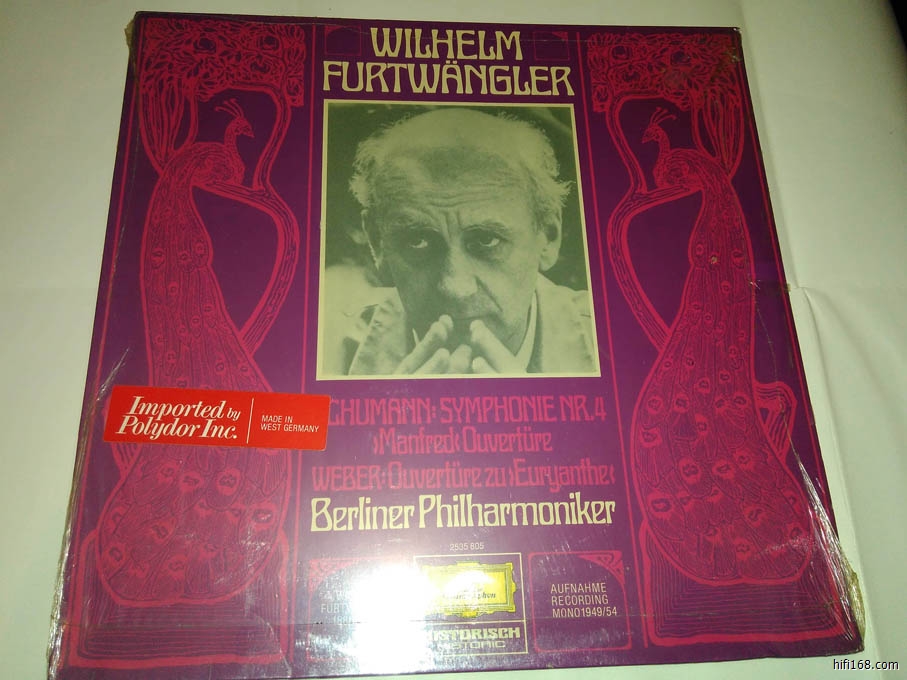 WILHELM
FURTWÄNGLER
Imported by
Polydor Inc.
MADE IN
WEST GERMANY
CHUMANN: SYMPHONIE NR.4
›Manfred‹ Ouvertüre
WEBER: Ouvertüre zu ›Euryanthe‹
Berliner Philharmoniker
2535 805
HISTORISCH
AUFNAHME
RECORDING
MONO 1949/54
hifi168.com